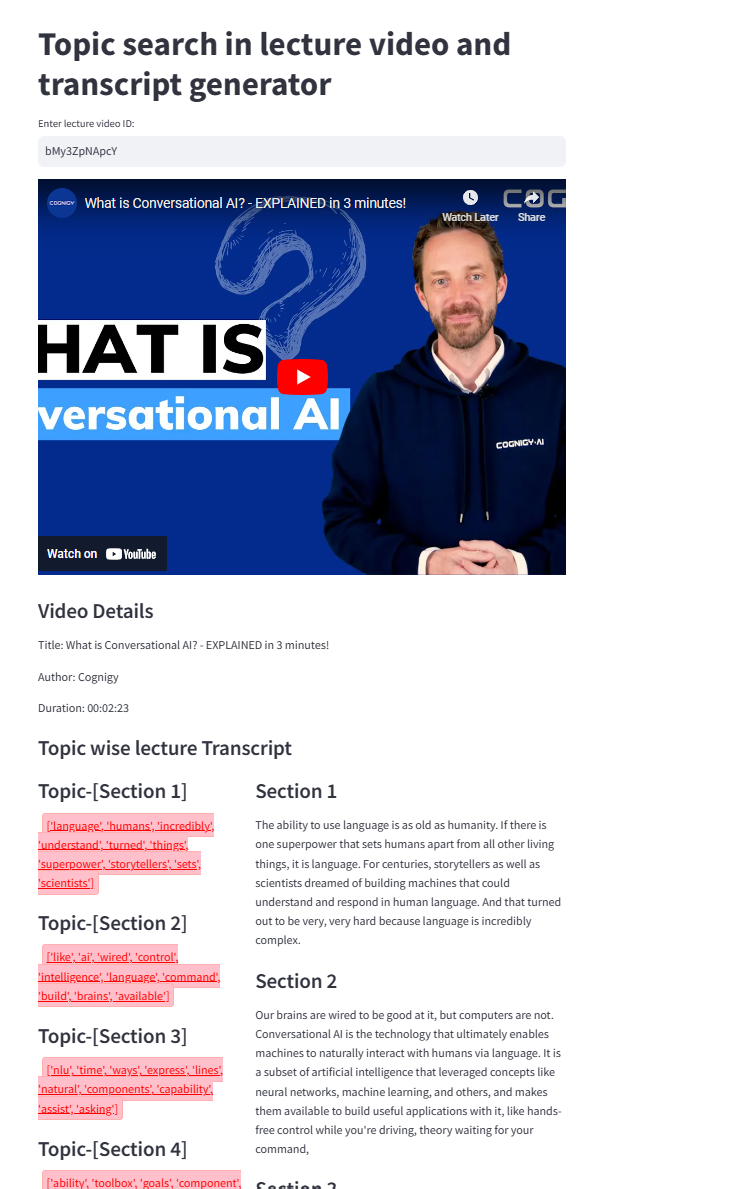 Topic search in lecture video and
transcript generator
Enter lecture video ID:
bMy3ZpNApcY
COGNIGY
What is Conversational AI? - EXPLAINED in 3 minutes!
Watch Later
Share
COG
HAT IS
versational AI
COGNIGY·AI
Watch on YouTube
Video Details
Title: What is Conversational AI? - EXPLAINED in 3 minutes!
Author: Cognigy
Duration: 00:02:23
Topic wise lecture Transcript
Topic-[Section 1]
['language', 'humans', 'incredibly',
'understand', 'turned', 'things',
'superpower', 'storytellers', 'sets',
'scientists']
Topic-[Section 2]
['like', 'ai', 'wired', 'control',
'intelligence', 'language', 'command',
'build', 'brains', 'available']
Topic-[Section 3]
['nlu', 'time', 'ways', 'express', 'lines',
'natural', 'components', 'capability',
'assist', 'asking']
Topic-[Section 4]
['ability', 'toolbox', 'goals', 'component',
Section 1
The ability to use language is as old as humanity. If there is
one superpower that sets humans apart from all other living
things, it is language. For centuries, storytellers as well as
scientists dreamed of building machines that could
understand and respond in human language. And that turned
out to be very, very hard because language is incredibly
complex.
Section 2
Our brains are wired to be good at it, but computers are not.
Conversational AI is the technology that ultimately enables
machines to naturally interact with humans via language. It is
a subset of artificial intelligence that leveraged concepts like
neural networks, machine learning, and others, and makes
them available to build useful applications with it, like hands-
free control while you're driving, theory waiting for your
command,
Section 3